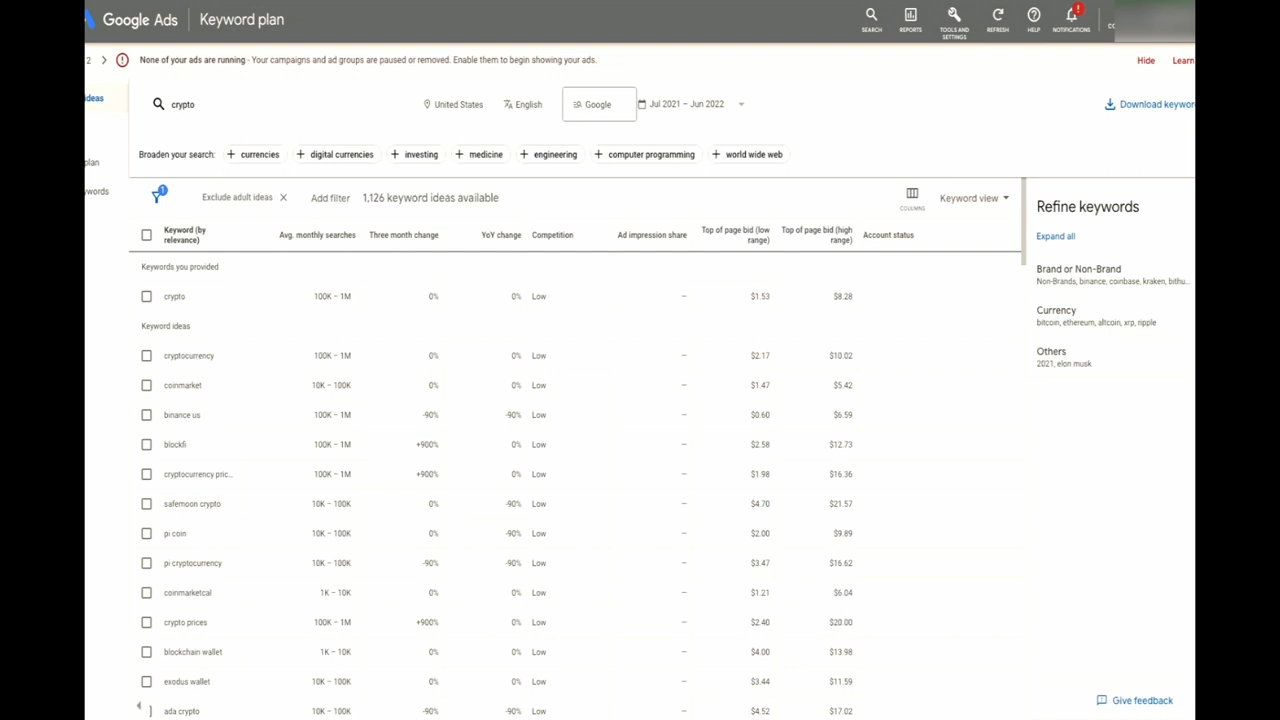 Google Ads | Keyword plan
SEARCH
REPORTS
TOOLS AND
SETTINGS
REFRESH
HELP
!
NOTIFICATIONS
2 > None of your ads are running - Your campaigns and ad groups are paused or removed. Enable them to begin showing your ads. Hide Learn
ideas
plan
ywords
crypto United States English Google Jul 2021 – Jun 2022 Download keywor
Broaden your search: + currencies + digital currencies + investing + medicine + engineering + computer programming + world wide web
1 Exclude adult ideas X Add filter 1,126 keyword ideas available COLUMNS Keyword view
Keyword (by relevance) Avg. monthly searches Three month change YoY change Competition Ad impression share Top of page bid (low range) Top of page bid (high range) Account status
Keywords you provided
crypto 100K – 1M 0% 0% Low – $1.53 $8.28
Keyword ideas
cryptocurrency 100K – 1M 0% 0% Low – $2.17 $10.02
coinmarket 10K – 100K 0% 0% Low – $1.47 $5.42
binance us 100K – 1M -90% -90% Low – $0.60 $6.59
blockfi 100K – 1M +900% 0% Low – $2.58 $12.73
cryptocurrency pric... 100K – 1M +900% 0% Low – $1.98 $16.36
safemoon crypto 10K – 100K 0% -90% Low – $4.70 $21.57
pi coin 10K – 100K 0% -90% Low – $2.00 $9.89
pi cryptocurrency 10K – 100K -90% -90% Low – $3.47 $16.62
coinmarketcal 1K – 10K 0% 0% Low – $1.21 $6.04
crypto prices 100K – 1M +900% 0% Low – $2.40 $20.00
blockchain wallet 1K – 10K 0% 0% Low – $4.00 $13.98
exodus wallet 10K – 100K 0% 0% Low – $3.44 $11.59
ada crypto 10K – 100K -90% -90% Low – $4.52 $17.02
Refine keywords
Expand all
Brand or Non-Brand
Non-Brands, binance, coinbase, kraken, bithu...
Currency
bitcoin, ethereum, altcoin, xrp, ripple
Others
2021, elon musk
Give feedback